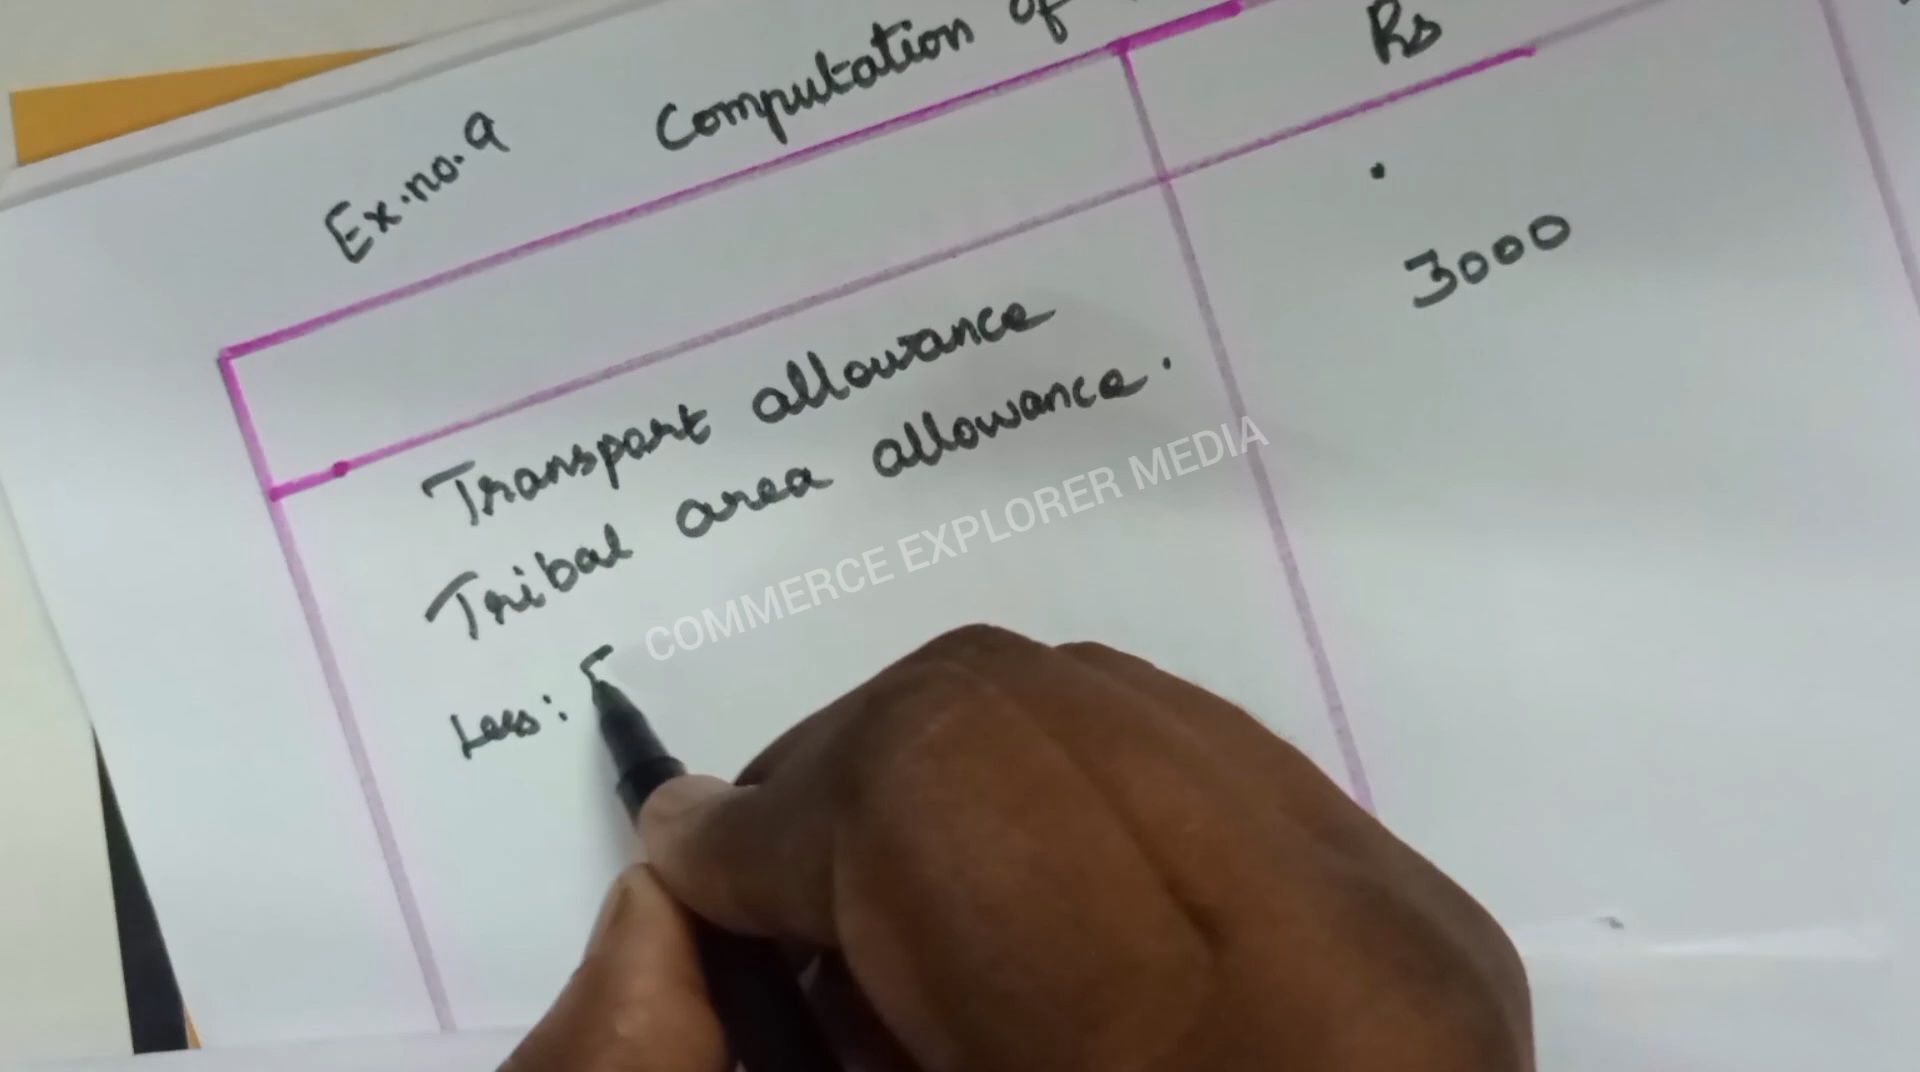 Ex.no.9 Computation of
Rs
.
Transport allowance 3000
Tribal area allowance.
Less:
COMMERCE EXPLORER MEDIA